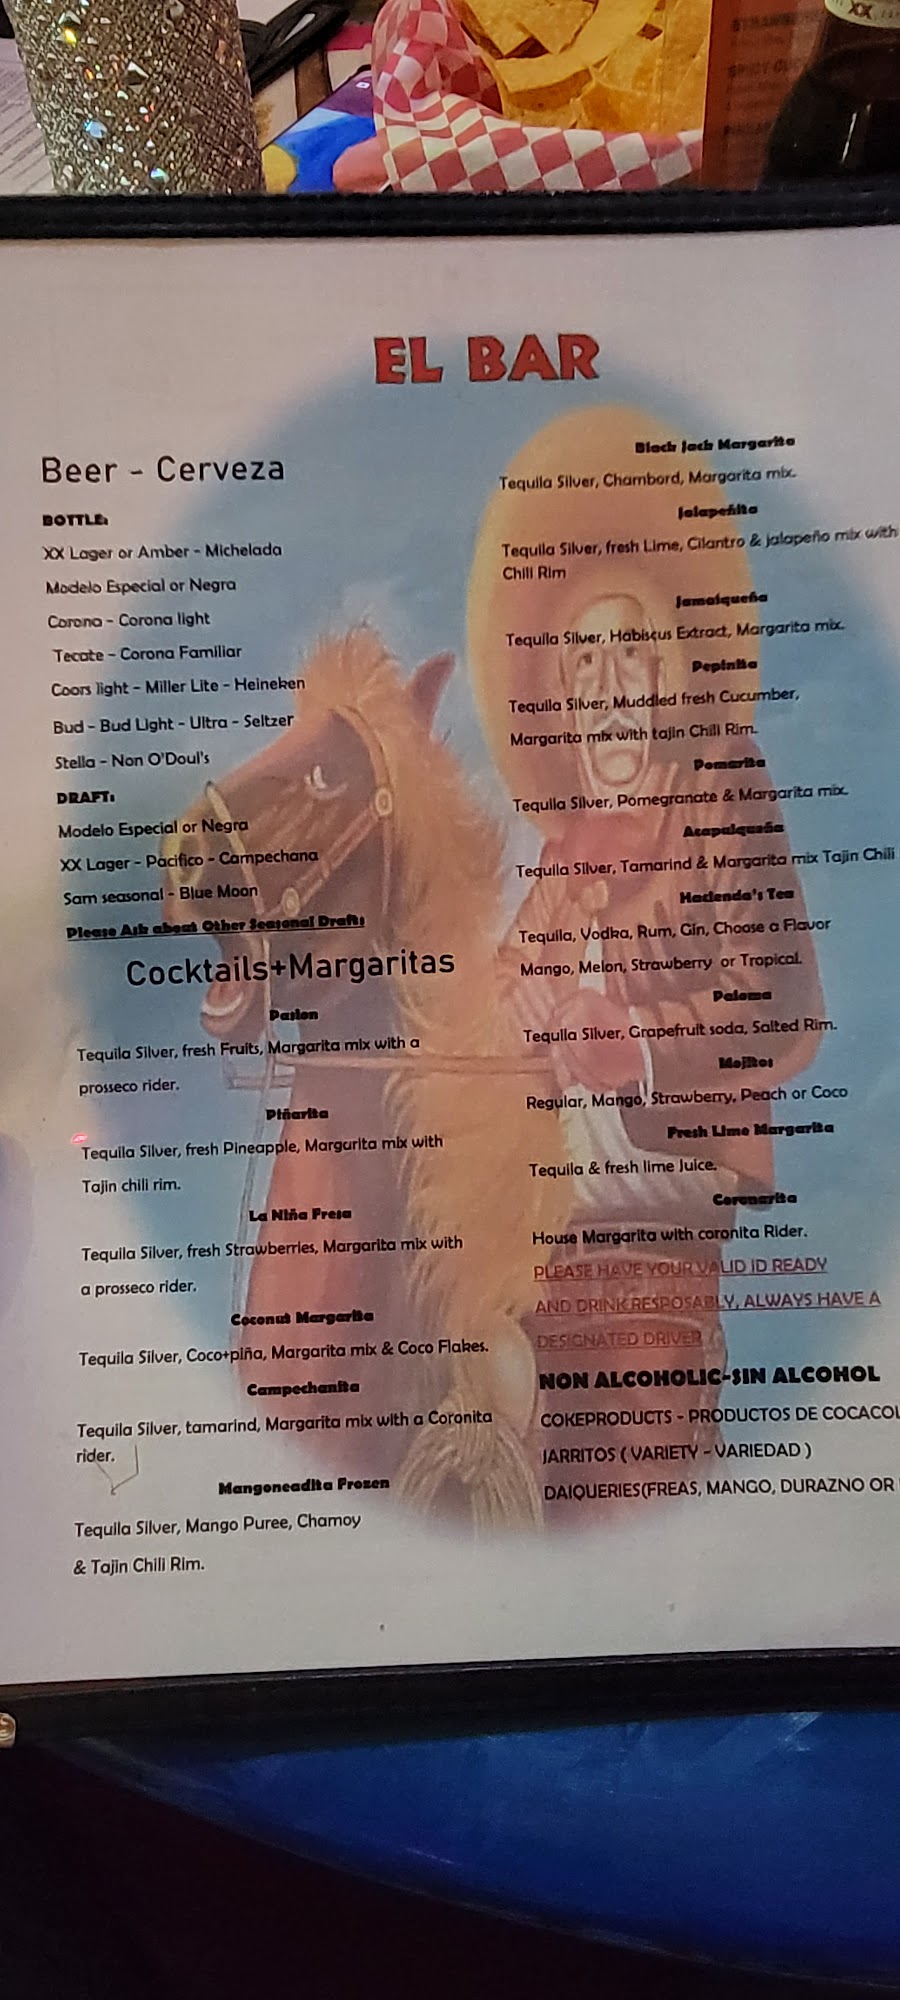 XX
EL BAR
Beer - Cerveza
BOTTLE:
XX Lager or Amber - Michelada
Modelo Especial or Negra
Corona - Corona light
Tecate - Corona Familiar
Coors light - Miller Lite - Heineken
Bud - Bud Light - Ultra - Seltzer
Stella - Non O'Doul's
DRAFT:
Modelo Especial or Negra
XX Lager - Pacifico - Campechana
Sam seasonal - Blue Moon
Please Ask about Other Seasonal Drafts
Cocktails+Margaritas
Pasion
Tequila Silver, fresh Fruits, Margarita mix with a
prosseco rider.
Piñarita
Tequila Silver, fresh Pineapple, Margarita mix with
Tajin chili rim.
La Niña Fresa
Tequila Silver, fresh Strawberries, Margarita mix with
a prosseco rider.
Coconut Margarita
Tequila Silver, Coco+piña, Margarita mix & Coco Flakes.
Campechanita
Tequila Silver, tamarind, Margarita mix with a Coronita
rider.
Mangoneadita Frozen
Tequila Silver, Mango Puree, Chamoy
& Tajin Chili Rim.
Black Jack Margarita
Tequila Silver, Chambord, Margarita mix.
Jalapeñita
Tequila Silver, fresh Lime, Cilantro & jalapeño mix with
Chili Rim
Jamaiqueña
Tequila Silver, Habiscus Extract, Margarita mix.
Pepinita
Tequila Silver, Muddled fresh Cucumber,
Margarita mix with tajin Chili Rim.
Pomarita
Tequila Silver, Pomegranate & Margarita mix.
Acapulqueña
Tequila Silver, Tamarind & Margarita mix Tajin Chili
Hacienda's Tea
Tequila, Vodka, Rum, Gin, Choose a Flavor
Mango, Melon, Strawberry or Tropical.
Paloma
Tequila Silver, Grapefruit soda, Salted Rim.
Mojitos
Regular, Mango, Strawberry, Peach or Coco
Fresh Lime Margarita
Tequila & fresh lime Juice.
Coronarita
House Margarita with coronita Rider.
PLEASE HAVE YOUR VALID ID READY
AND DRINK RESPOSABLY, ALWAYS HAVE A
DESIGNATED DRIVER
NON ALCOHOLIC-SIN ALCOHOL
COKEPRODUCTS - PRODUCTOS DE COCACOL
JARRITOS ( VARIETY - VARIEDAD )
DAIQUERIES(FREAS, MANGO, DURAZNO OR